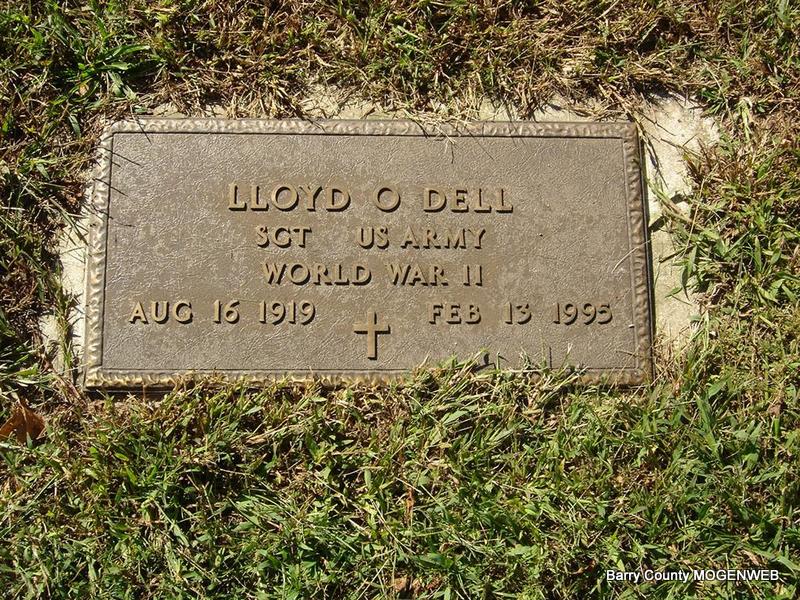 LLOYD O DELL
SGT US ARMY
WORLD WAR II
AUG 16 1919 FEB 13 1995
Barry County MOGENWEB